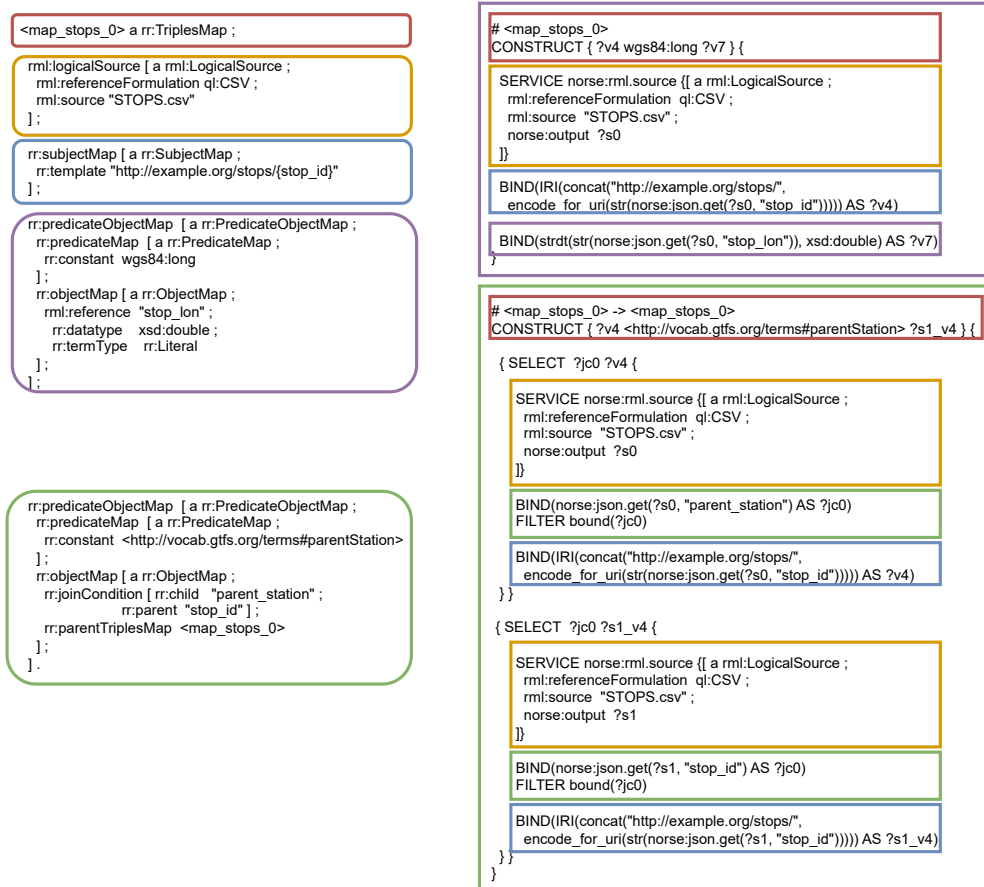 <map_stops_0> a rr:TriplesMap ;
rml:logicalSource [ a rml:LogicalSource ;
rml:referenceFormulation ql:CSV ;
rml:source "STOPS.csv"
] ;
rr:subjectMap [ a rr:SubjectMap ;
rr:template "http://example.org/stops/{stop_id}"
] ;
rr:predicateObjectMap [ a rr:PredicateObjectMap ;
rr:predicateMap [ a rr:PredicateMap ;
rr:constant wgs84:long
] ;
rr:objectMap [ a rr:ObjectMap ;
rml:reference "stop_lon" ;
rr:datatype xsd:double ;
rr:termType rr:Literal
] ;
] ;
rr:predicateObjectMap [ a rr:PredicateObjectMap ;
rr:predicateMap [ a rr:PredicateMap ;
rr:constant <http://vocab.gtfs.org/terms#parentStation>
] ;
rr:objectMap [ a rr:ObjectMap ;
rr:joinCondition [ rr:child "parent_station" ;
rr:parent "stop_id" ] ;
rr:parentTriplesMap <map_stops_0>
] ;
] .
# <map_stops_0>
CONSTRUCT { ?v4 wgs84:long ?v7 } {
SERVICE norse:rml.source {[ a rml:LogicalSource ;
rml:referenceFormulation ql:CSV ;
rml:source "STOPS.csv" ;
norse:output ?s0
]}
BIND(IRI(concat("http://example.org/stops/",
encode_for_uri(str(norse:json.get(?s0, "stop_id"))))) AS ?v4)
BIND(strdt(str(norse:json.get(?s0, "stop_lon")), xsd:double) AS ?v7)
}
# <map_stops_0> -> <map_stops_0>
CONSTRUCT { ?v4 <http://vocab.gtfs.org/terms#parentStation> ?s1_v4 } {
{ SELECT ?jc0 ?v4 {
SERVICE norse:rml.source {[ a rml:LogicalSource ;
rml:referenceFormulation ql:CSV ;
rml:source "STOPS.csv" ;
norse:output ?s0
]}
BIND(norse:json.get(?s0, "parent_station") AS ?jc0)
FILTER bound(?jc0)
BIND(IRI(concat("http://example.org/stops/",
encode_for_uri(str(norse:json.get(?s0, "stop_id"))))) AS ?v4)
} }
{ SELECT ?jc0 ?s1_v4 {
SERVICE norse:rml.source {[ a rml:LogicalSource ;
rml:referenceFormulation ql:CSV ;
rml:source "STOPS.csv" ;
norse:output ?s1
]}
BIND(norse:json.get(?s1, "stop_id") AS ?jc0)
FILTER bound(?jc0)
BIND(IRI(concat("http://example.org/stops/",
encode_for_uri(str(norse:json.get(?s1, "stop_id"))))) AS ?s1_v4)
} }
}